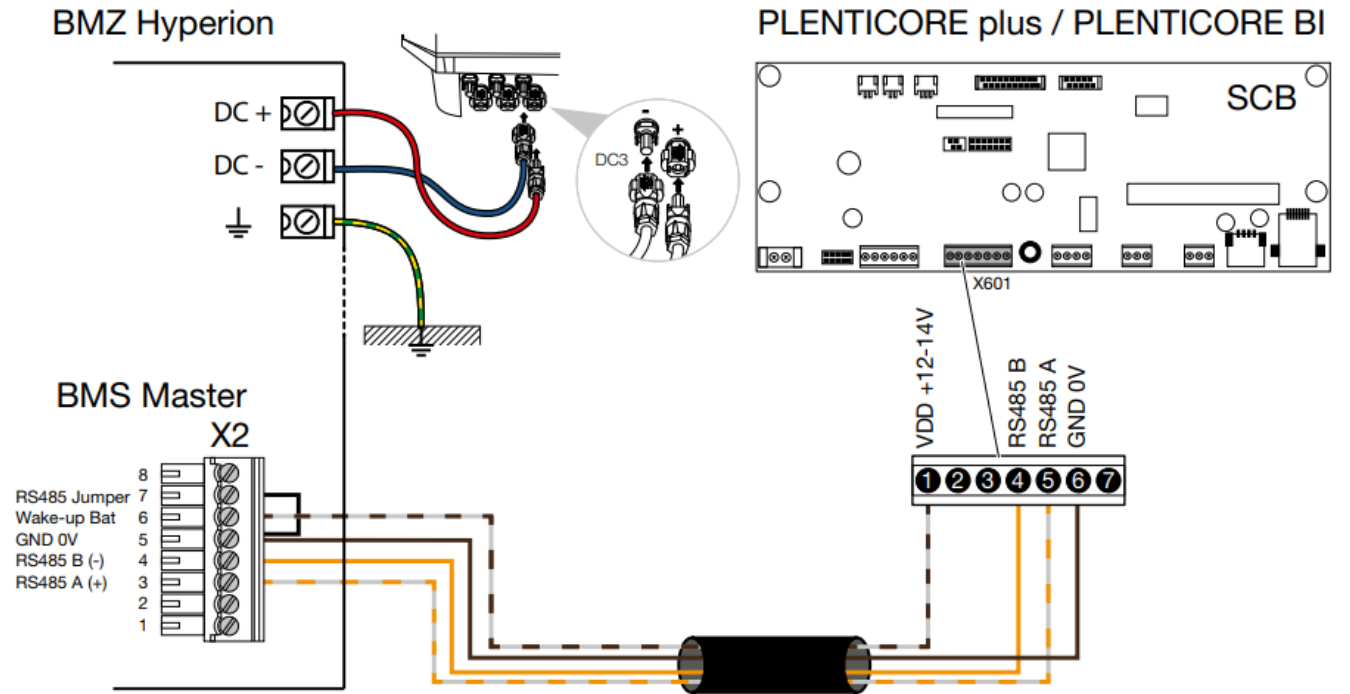 BMZ Hyperion
PLENTICORE plus / PLENTICORE BI
DC +
DC -
- +
DC3
SCB
X601
VDD +12-14V
RS485 B
RS485 A
GND 0V
1 2 3 4 5 6 7
BMS Master
X2
8
RS485 Jumper 7
Wake-up Bat 6
GND 0V 5
RS485 B (-) 4
RS485 A (+) 3
2
1